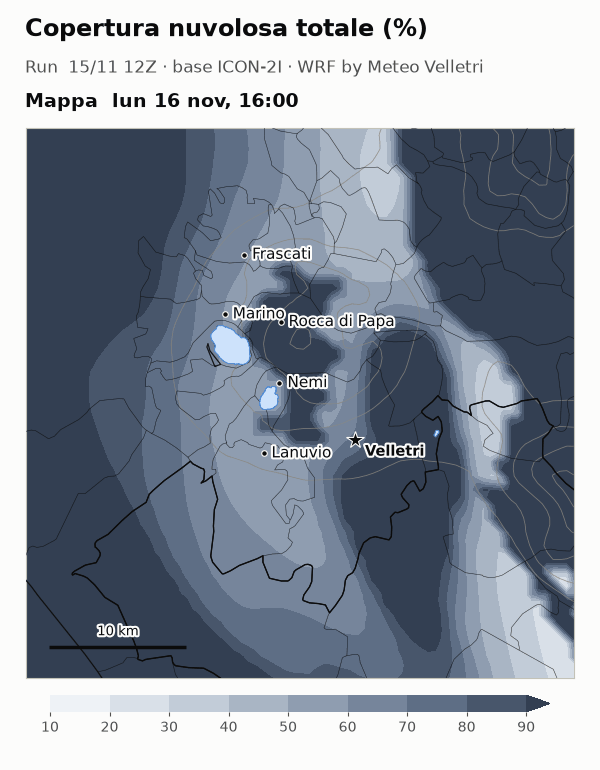 Copertura nuvolosa totale (%)
Run  15/11 12Z · base ICON-2I · WRF by Meteo Velletri
Mappa  lun 16 nov, 16:00
Frascati
Marino
Rocca di Papa
Nemi
Velletri
Lanuvio
10 km
10 20 30 40 50 60 70 80 90